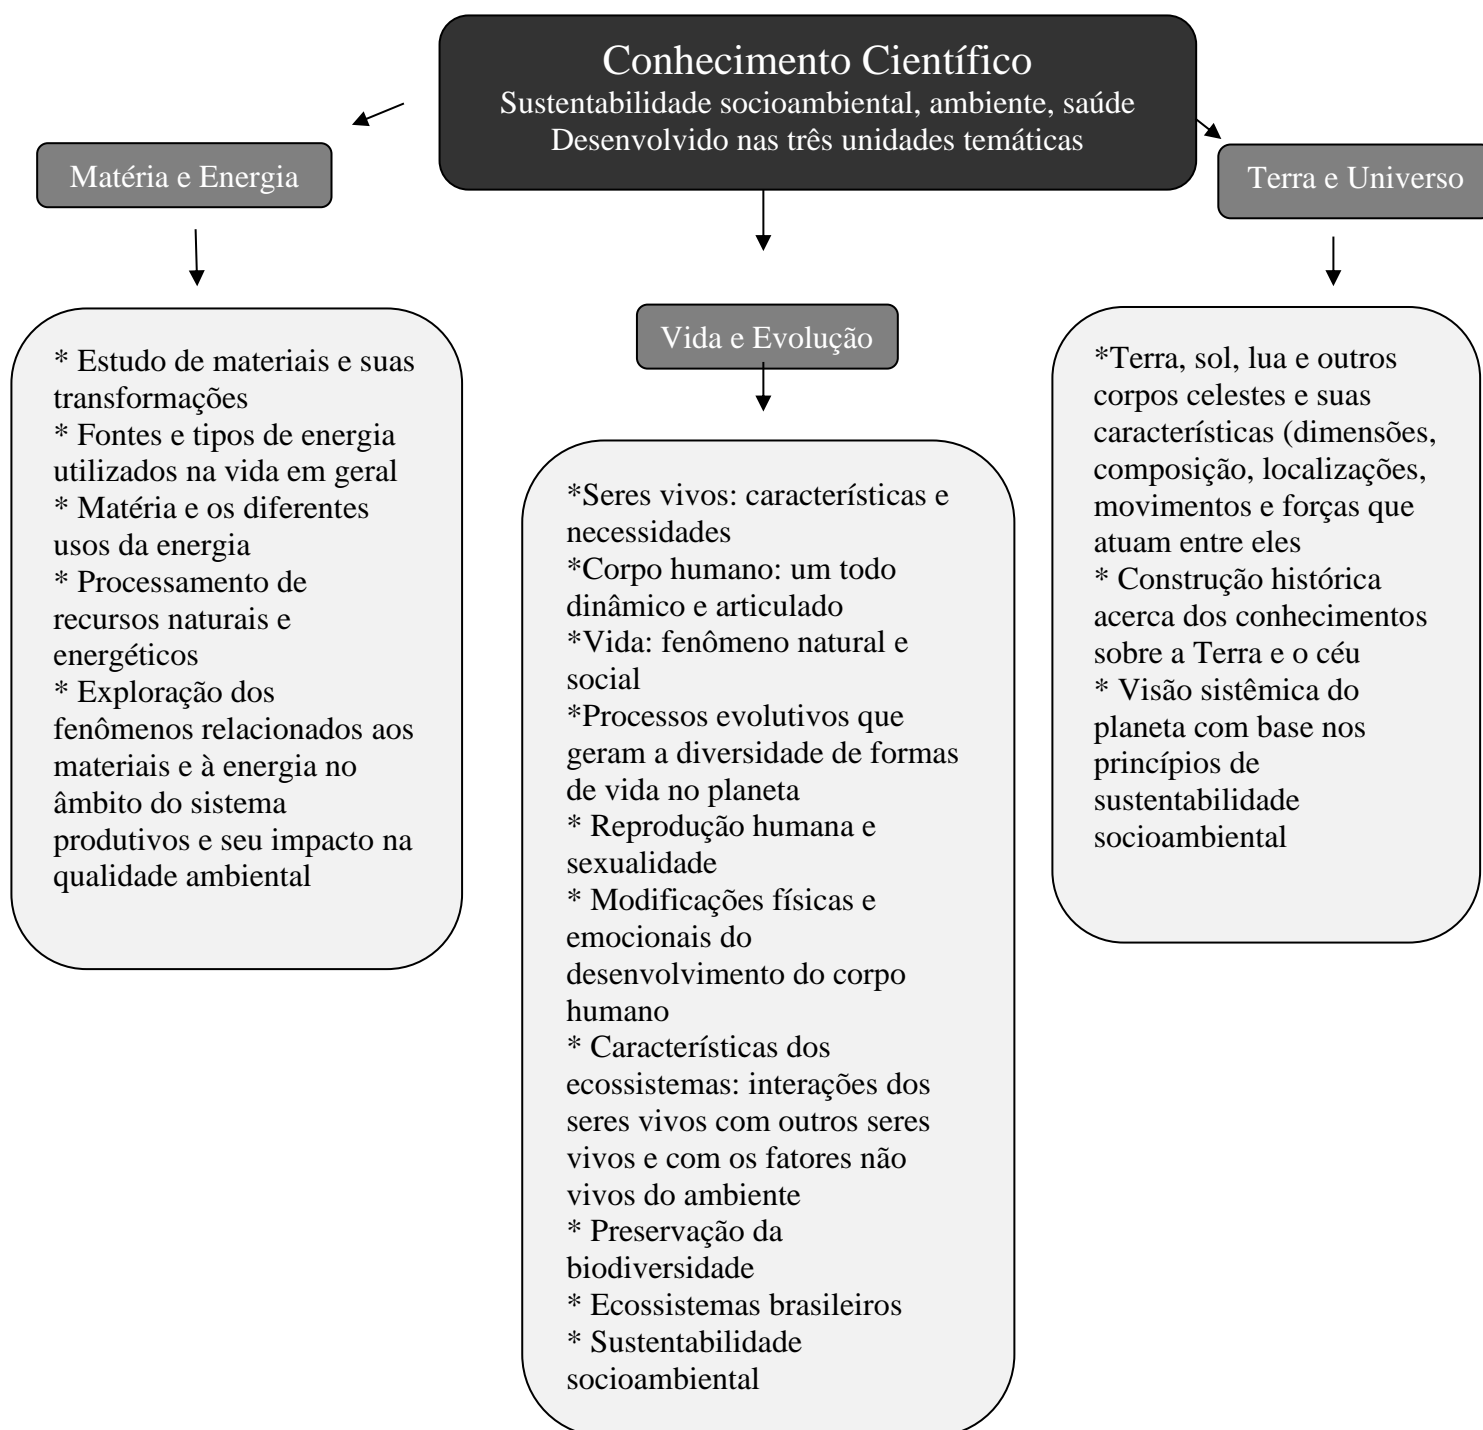 Conhecimento Científico
Sustentabilidade socioambiental, ambiente, saúde
Desenvolvido nas três unidades temáticas
Matéria e Energia
* Estudo de materiais e suas
transformações
* Fontes e tipos de energia
utilizados na vida em geral
* Matéria e os diferentes
usos da energia
* Processamento de
recursos naturais e
energéticos
* Exploração dos
fenômenos relacionados aos
materiais e à energia no
âmbito do sistema
produtivos e seu impacto na
qualidade ambiental
Vida e Evolução
*Seres vivos: características e
necessidades
*Corpo humano: um todo
dinâmico e articulado
*Vida: fenômeno natural e
social
*Processos evolutivos que
geram a diversidade de formas
de vida no planeta
* Reprodução humana e
sexualidade
* Modificações físicas e
emocionais do
desenvolvimento do corpo
humano
* Características dos
ecossistemas: interações dos
seres vivos com outros seres
vivos e com os fatores não
vivos do ambiente
* Preservação da
biodiversidade
* Ecossistemas brasileiros
* Sustentabilidade
socioambiental
Terra e Universo
*Terra, sol, lua e outros
corpos celestes e suas
características (dimensões,
composição, localizações,
movimentos e forças que
atuam entre eles
* Construção histórica
acerca dos conhecimentos
sobre a Terra e o céu
* Visão sistêmica do
planeta com base nos
princípios de
sustentabilidade
socioambiental